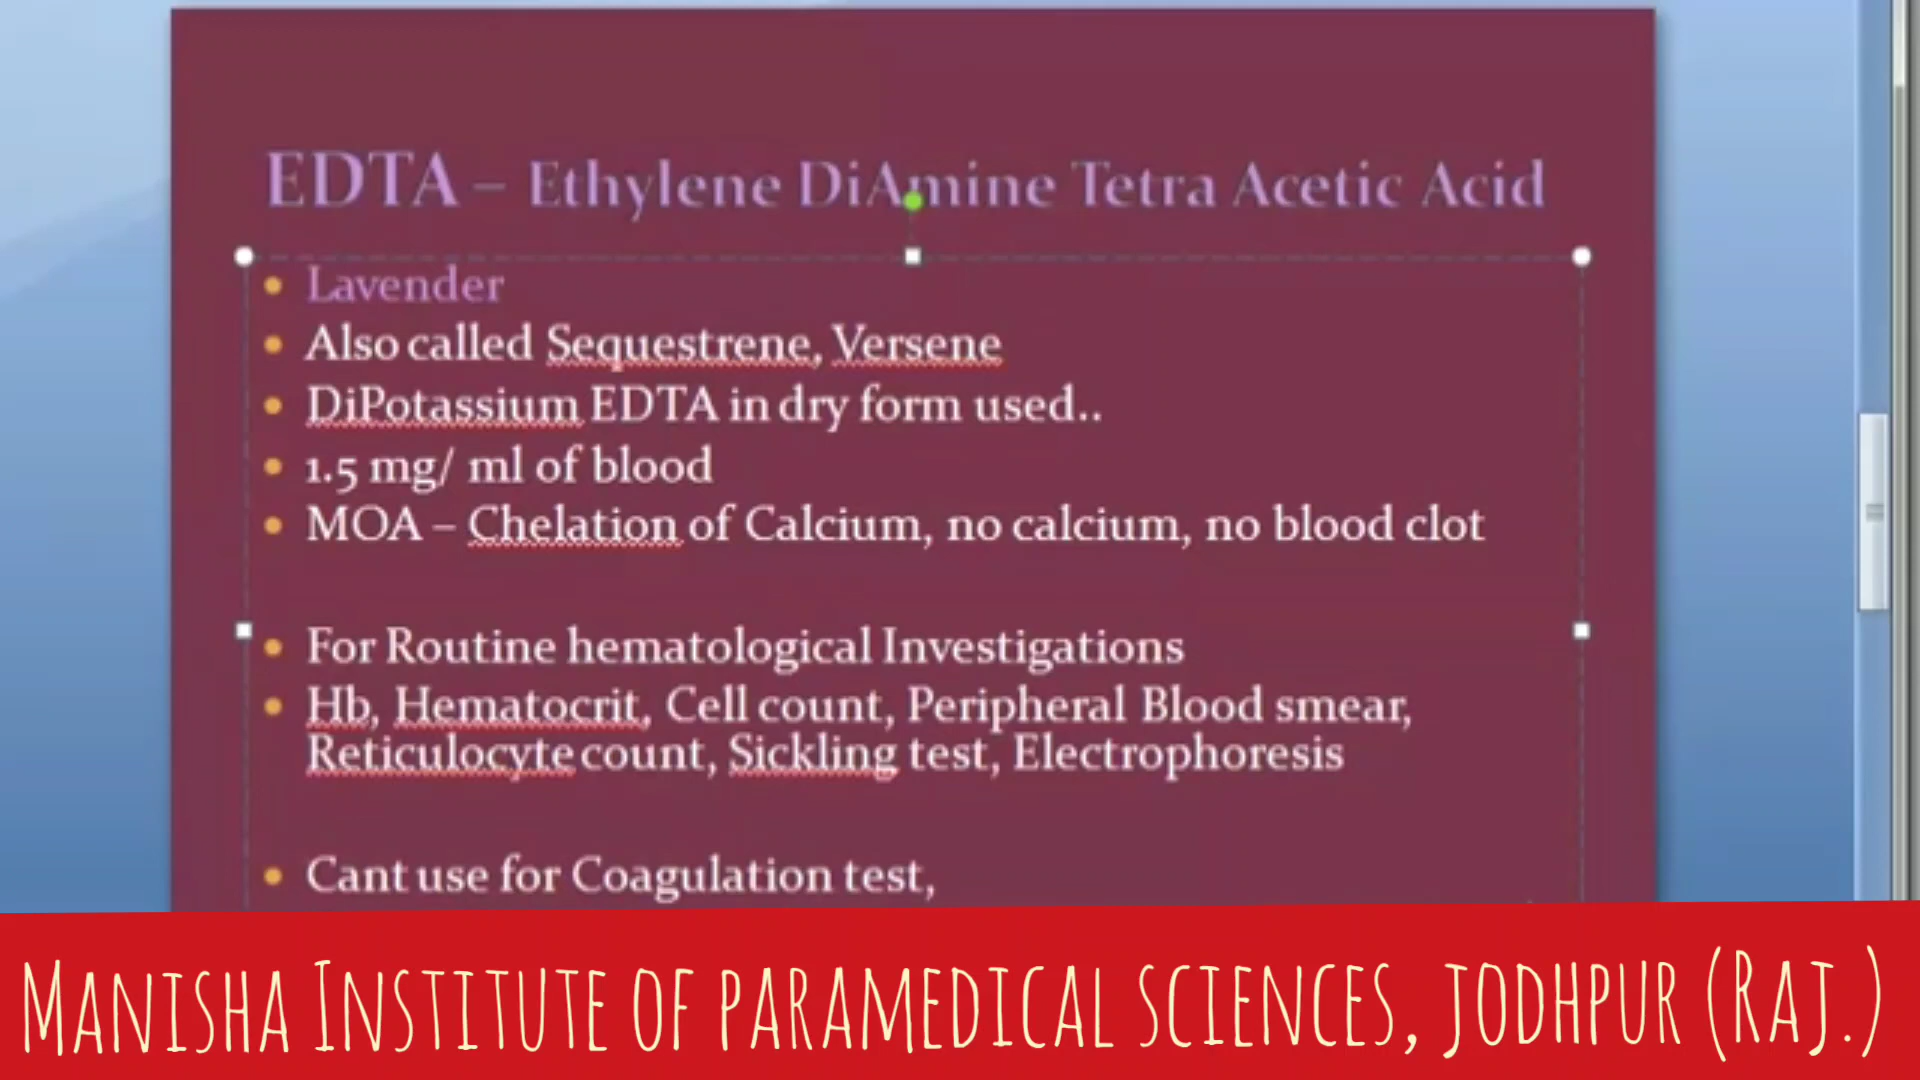 EDTA – Ethylene DiAmine Tetra Acetic Acid
Lavender
Also called Sequestrene, Versene
DiPotassium EDTA in dry form used..
1.5 mg/ ml of blood
MOA – Chelation of Calcium, no calcium, no blood clot
For Routine hematological Investigations
Hb, Hematocrit, Cell count, Peripheral Blood smear,
Reticulocyte count, Sickling test, Electrophoresis
Cant use for Coagulation test,
Manisha Institute of paramedical sciences, jodhpur (Raj.)